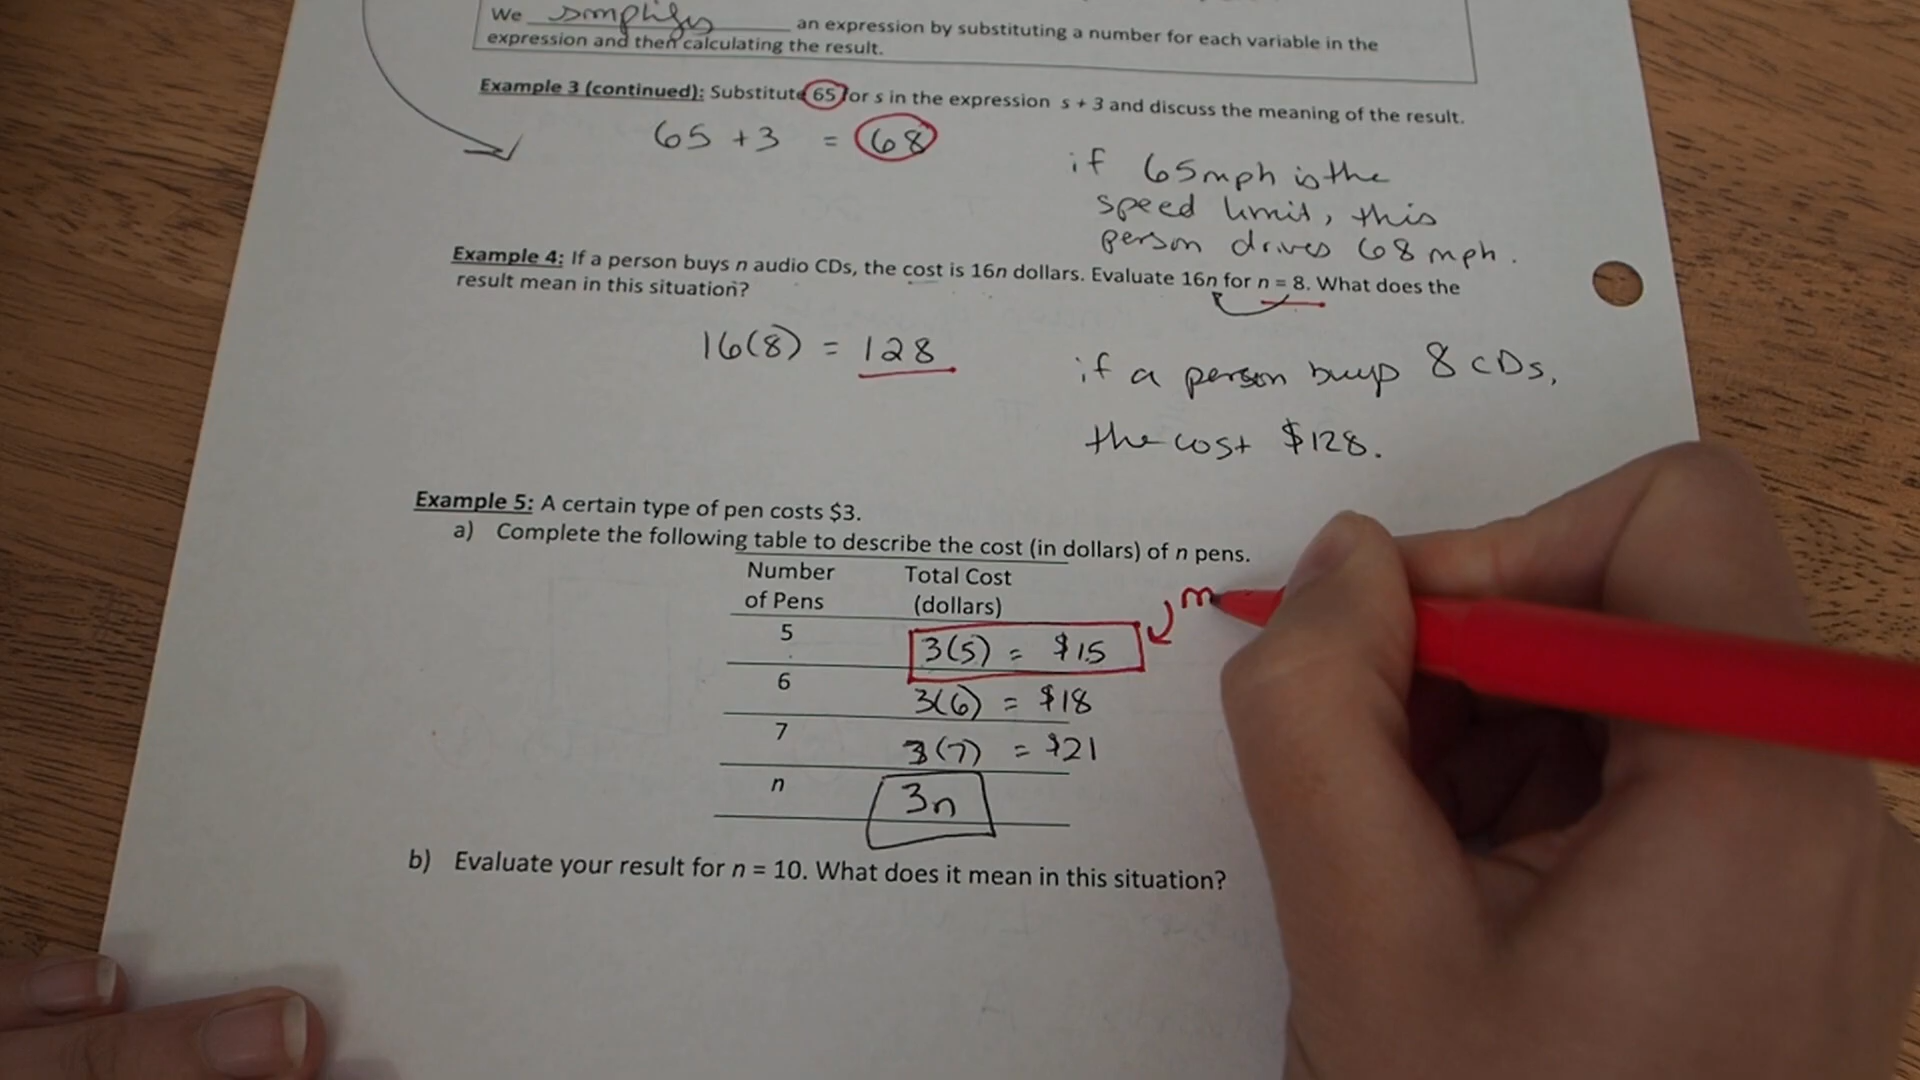 We simplify an expression by substituting a number for each variable in the
expression and then calculating the result.
Example 3 (continued): Substitute 65 for s in the expression s + 3 and discuss the meaning of the result.
65 + 3 = 68
if 65mph is the
speed limit, this
person drives 68 mph.
Example 4: If a person buys n audio CDs, the cost is 16n dollars. Evaluate 16n for n = 8. What does the
result mean in this situation?
16(8) = 128
if a person buys 8 CDs,
the cost $128.
Example 5: A certain type of pen costs $3.
a) Complete the following table to describe the cost (in dollars) of n pens.
Number Total Cost
of Pens (dollars)
m
5 3(5) = $15
6 3(6) = $18
7 3(7) = $21
n 3n
b) Evaluate your result for n = 10. What does it mean in this situation?